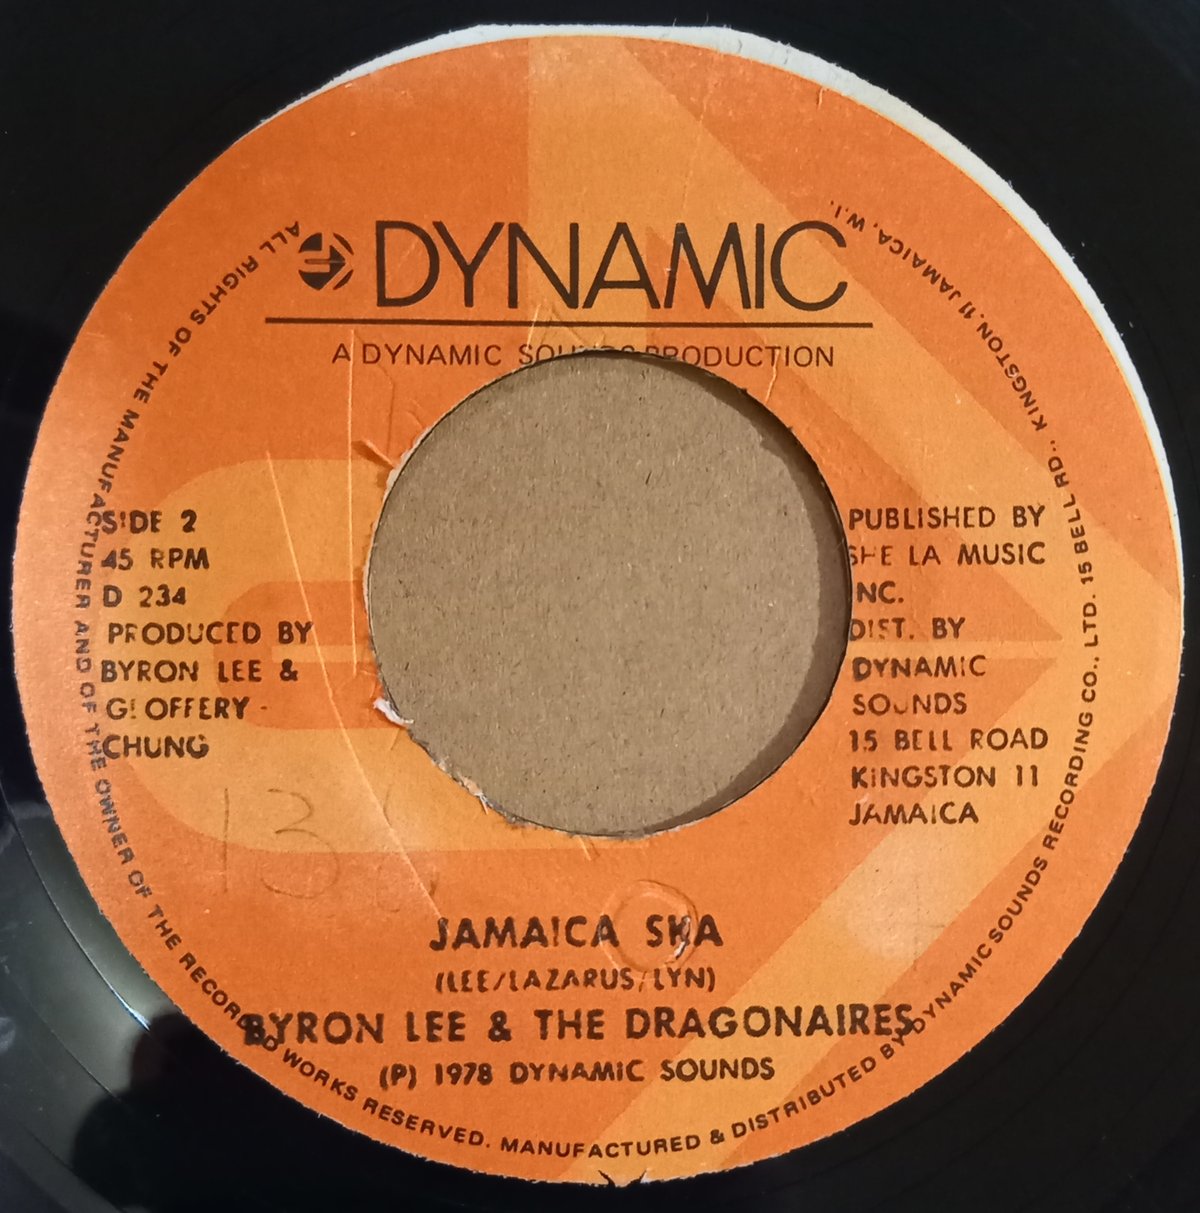 DYNAMIC
A DYNAMIC SOUNDS PRODUCTION
SIDE 2
45 RPM
D 234
PRODUCED BY
BYRON LEE &
GEOFFERY
CHUNG
PUBLISHED BY
SHE LA MUSIC
INC.
DIST. BY
DYNAMIC
SOUNDS
15 BELL ROAD
KINGSTON 11
JAMAICA
JAMAICA SKA
(LEE/LAZARUS/LYN)
BYRON LEE & THE DRAGONAIRES
(P) 1978 DYNAMIC SOUNDS
ALL RIGHTS OF THE MANUFACTURER AND OF THE OWNER OF THE RECORDED WORKS RESERVED. MANUFACTURED & DISTRIBUTED BY DYNAMIC SOUNDS RECORDING CO., LTD. 15 BELL RD., KINGSTON, 11 JAMAICA, W.I.